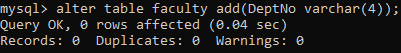 mysql> alter table faculty add(DeptNo varchar(4));
Query OK, 0 rows affected (0.04 sec)
Records: 0  Duplicates: 0  Warnings: 0